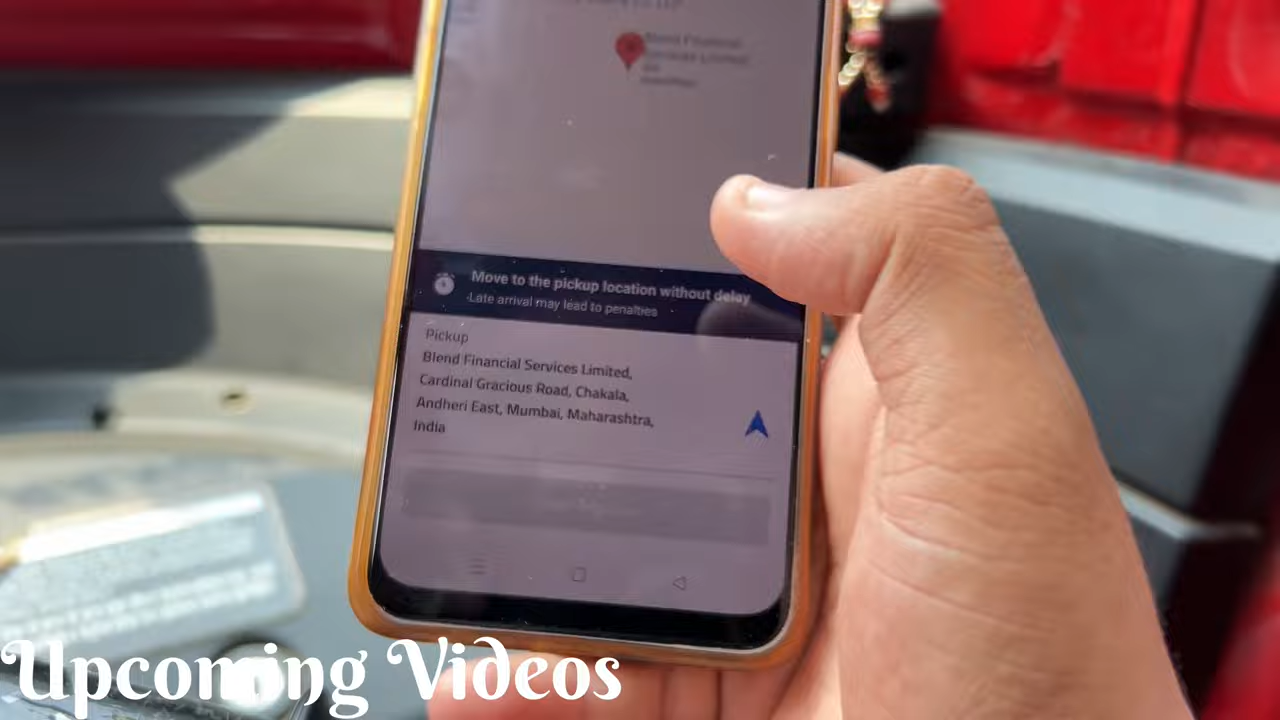 Blend Financial
Services Limited
Move to the pickup location without delay
Late arrival may lead to penalties
Pickup
Blend Financial Services Limited,
Cardinal Gracious Road, Chakala,
Andheri East, Mumbai, Maharashtra,
India
Upcoming Videos